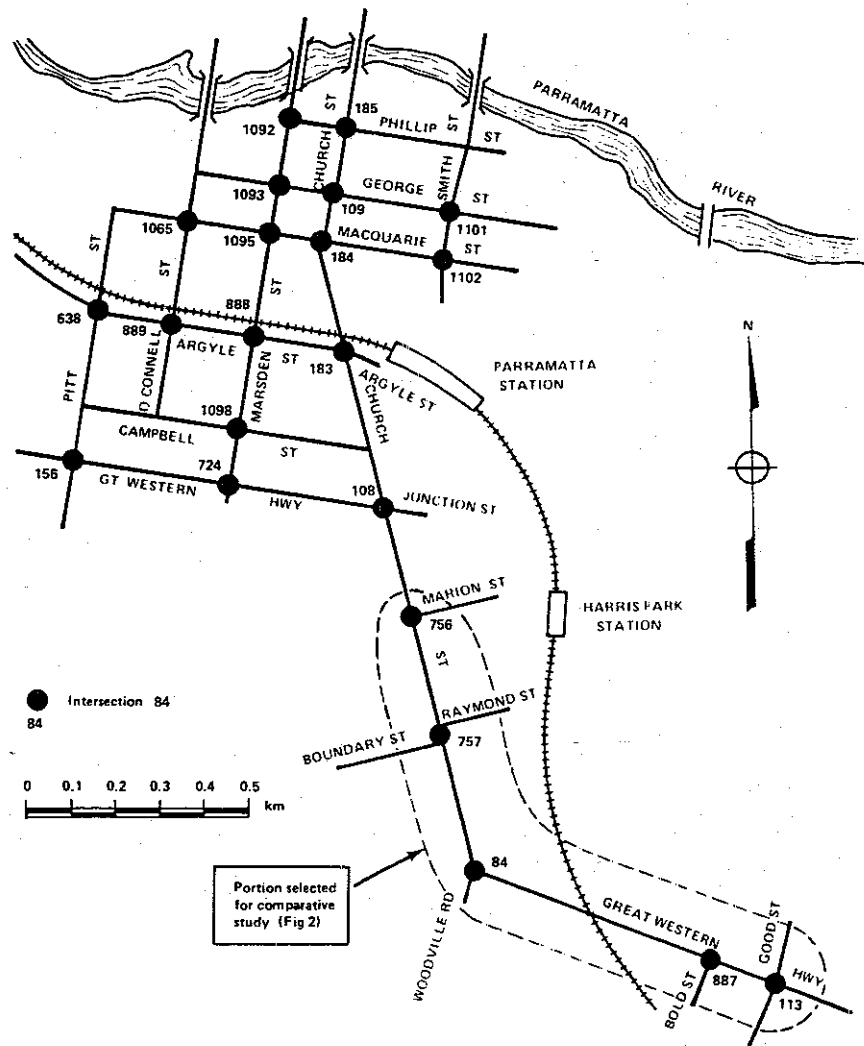 PARRAMATTA
RIVER
185
1092
PHILLIP
ST
ST
ST
CHURCH
SMITH
1093
GEORGE
ST
109
1101
1065
1095
MACQUARIE
ST
184
1102
ST
ST
ST
888
638
889
ARGYLE
ST
183
ARGYLE ST
PARRAMATTA
STATION
N
PITT
O CONNELL
MARSDEN
CHURCH
1098
CAMPBELL
ST
156
724
GT WESTERN
HWY
108
JUNCTION ST
MARION ST
756
HARRIS PARK
STATION
ST
84
Intersection 84
RAYMOND ST
BOUNDARY ST
757
0 0.1 0.2 0.3 0.4 0.5
km
84
Portion selected
for comparative
study (Fig 2)
WOODVILLE RD
GREAT WESTERN
HWY
GOOD ST
BOLD ST
887
113